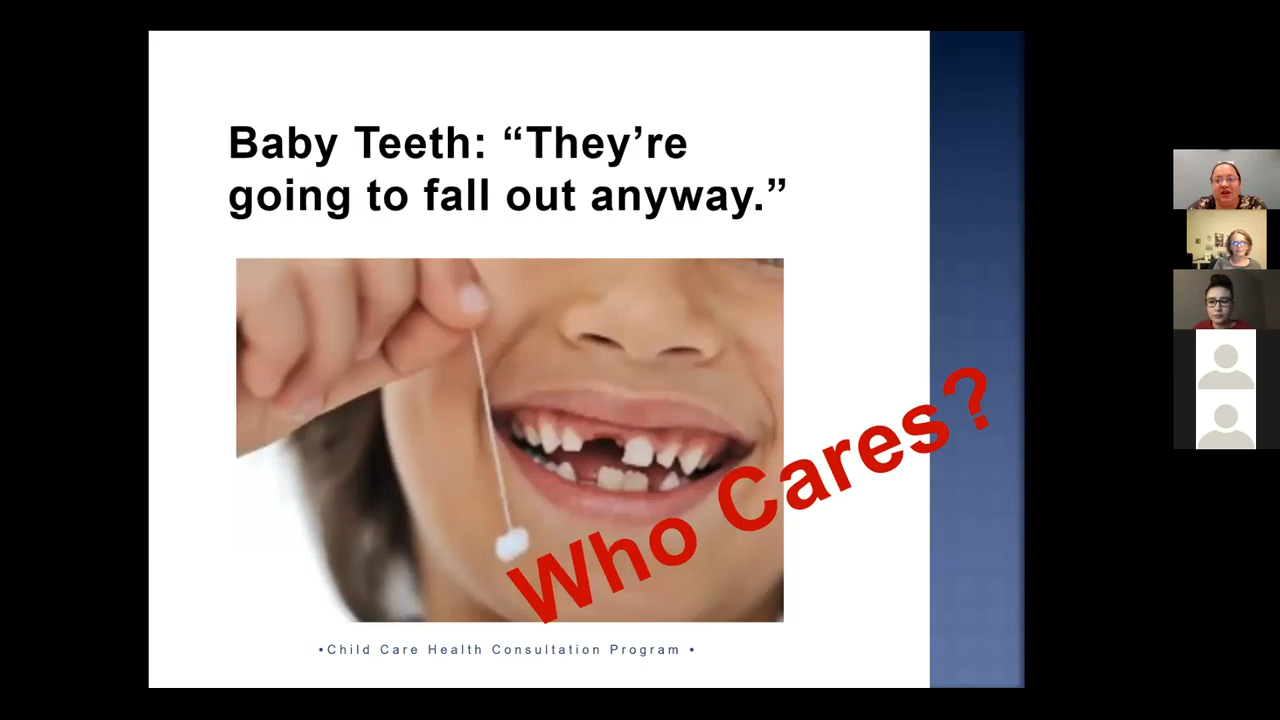 Baby Teeth: “They’re
going to fall out anyway.”
Who Cares?
•Child Care Health Consultation Program •